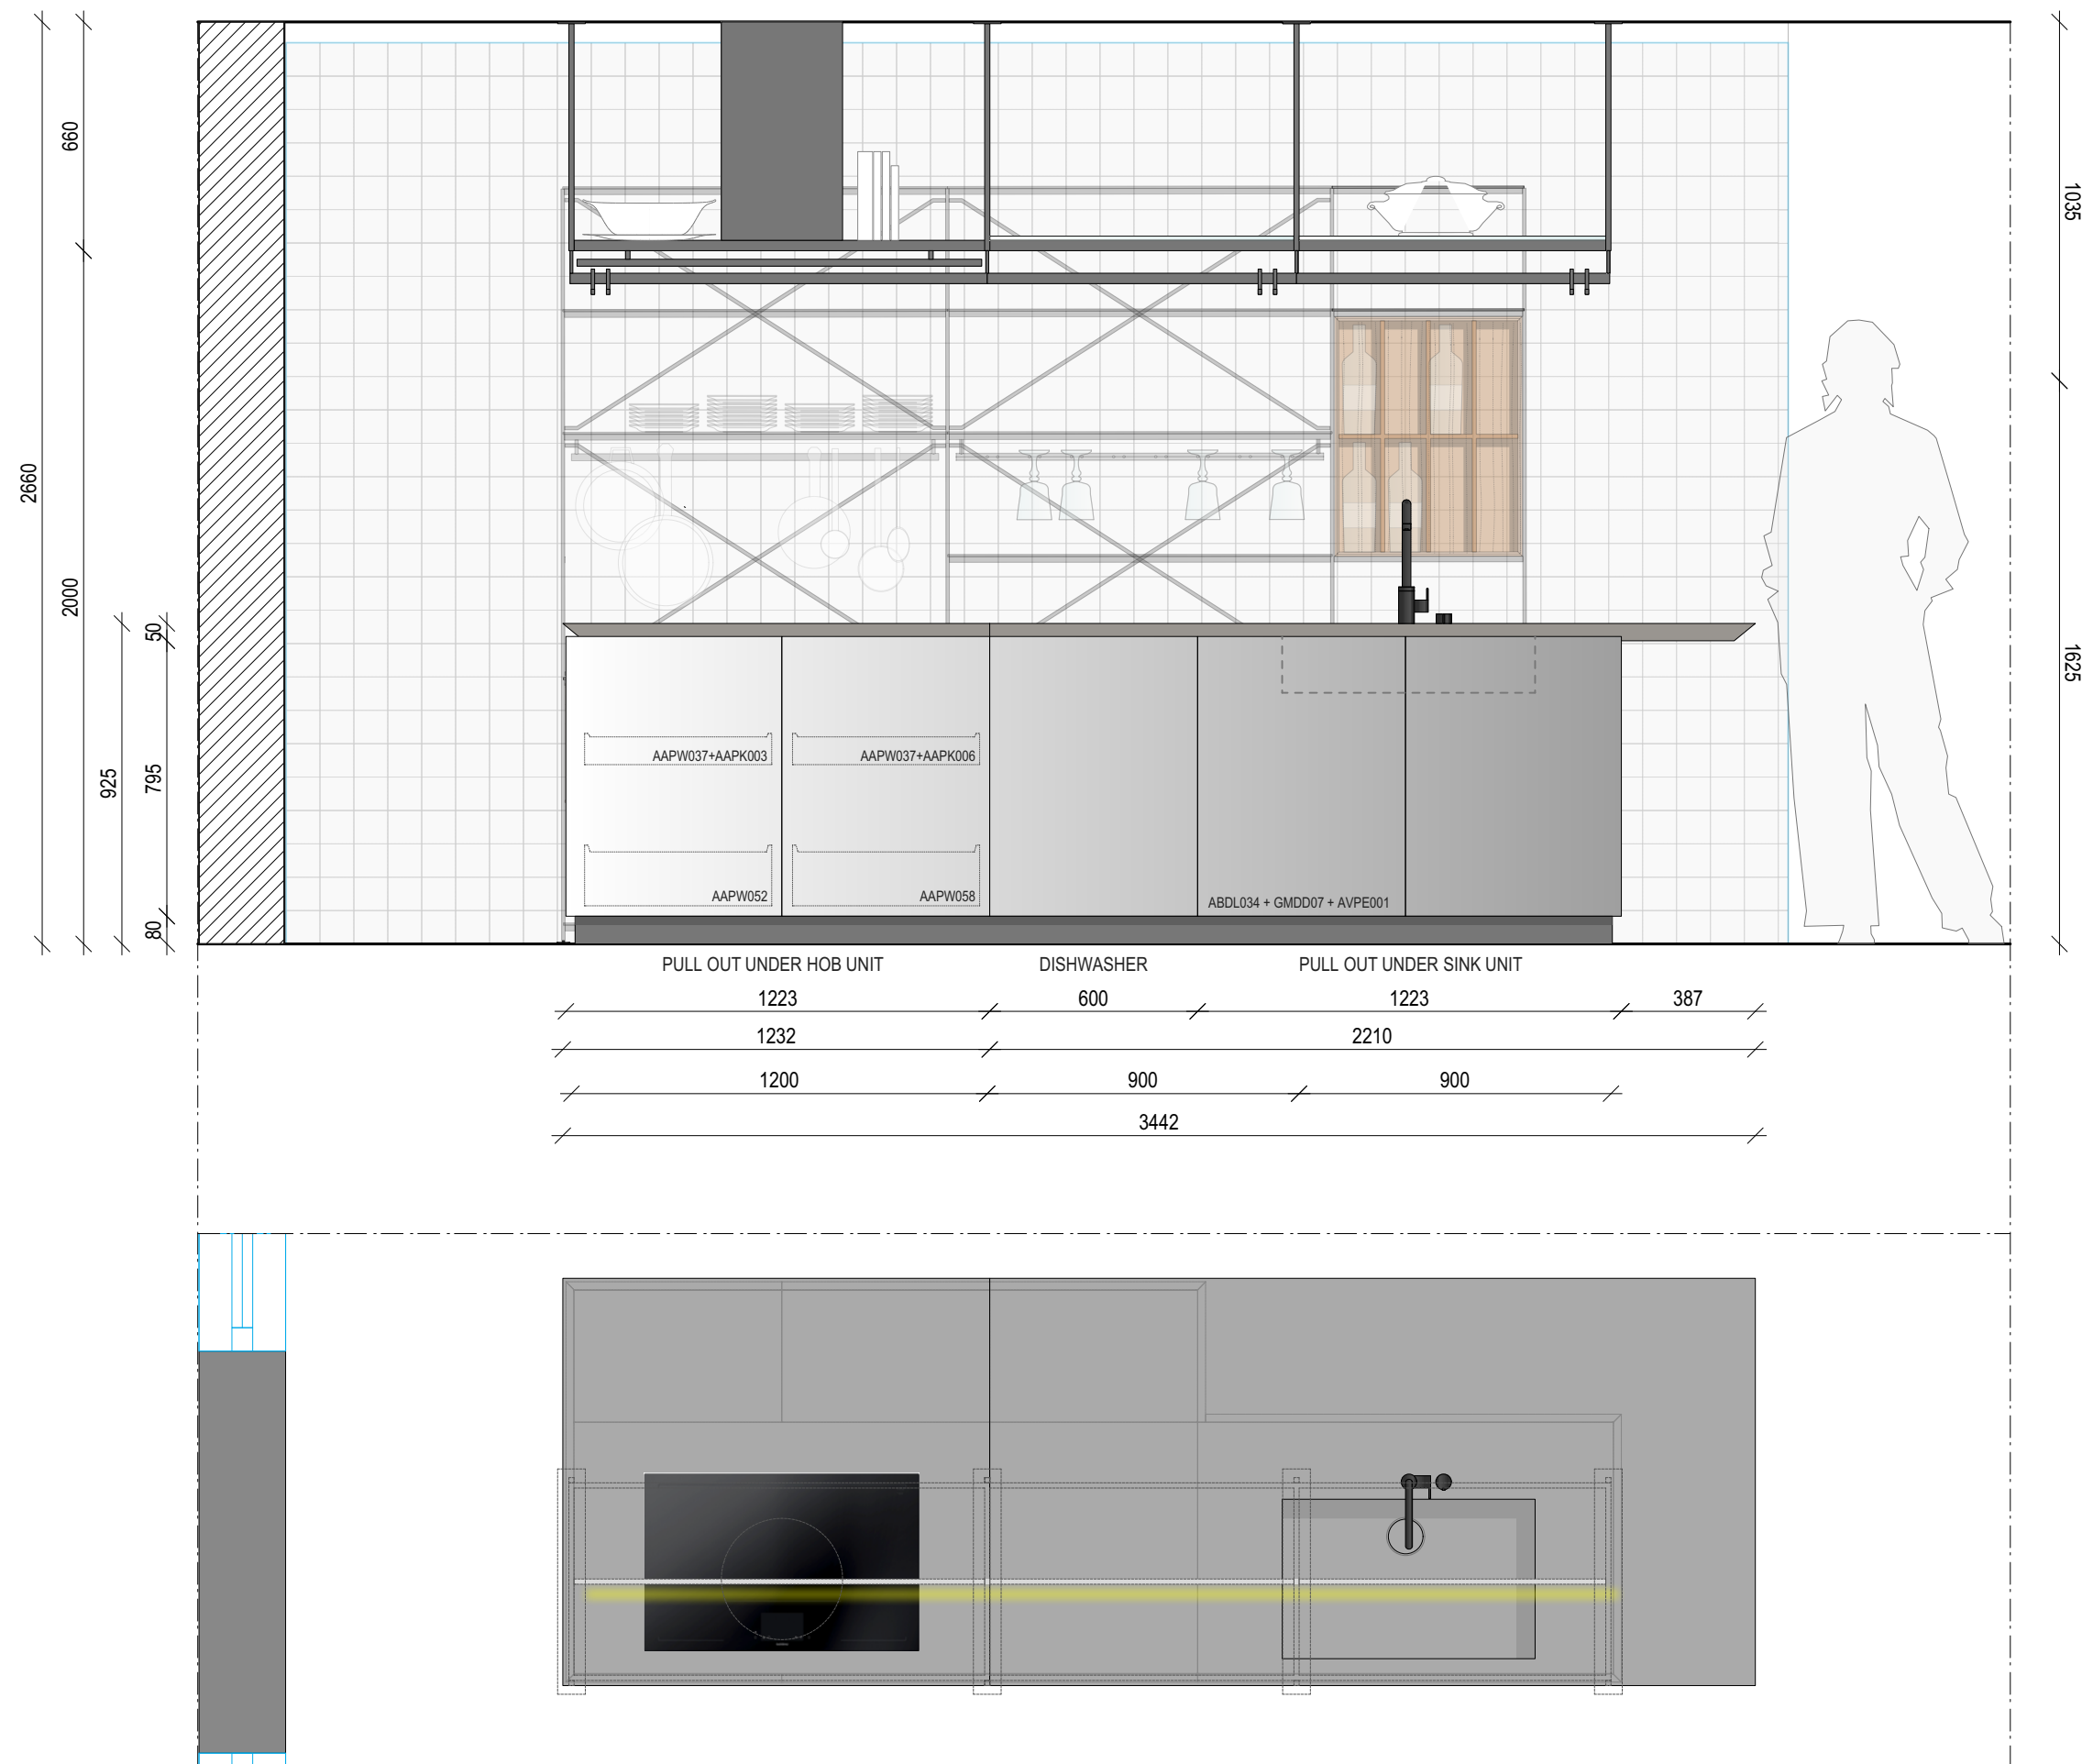 660
1035
2660
2000
50
1625
925
795
80
AAPW037+AAPK003
AAPW037+AAPK006
AAPW052
AAPW058
ABDL034 + GMDD07 + AVPE001
PULL OUT UNDER HOB UNIT
DISHWASHER
PULL OUT UNDER SINK UNIT
1223
600
1223
387
1232
2210
1200
900
900
3442